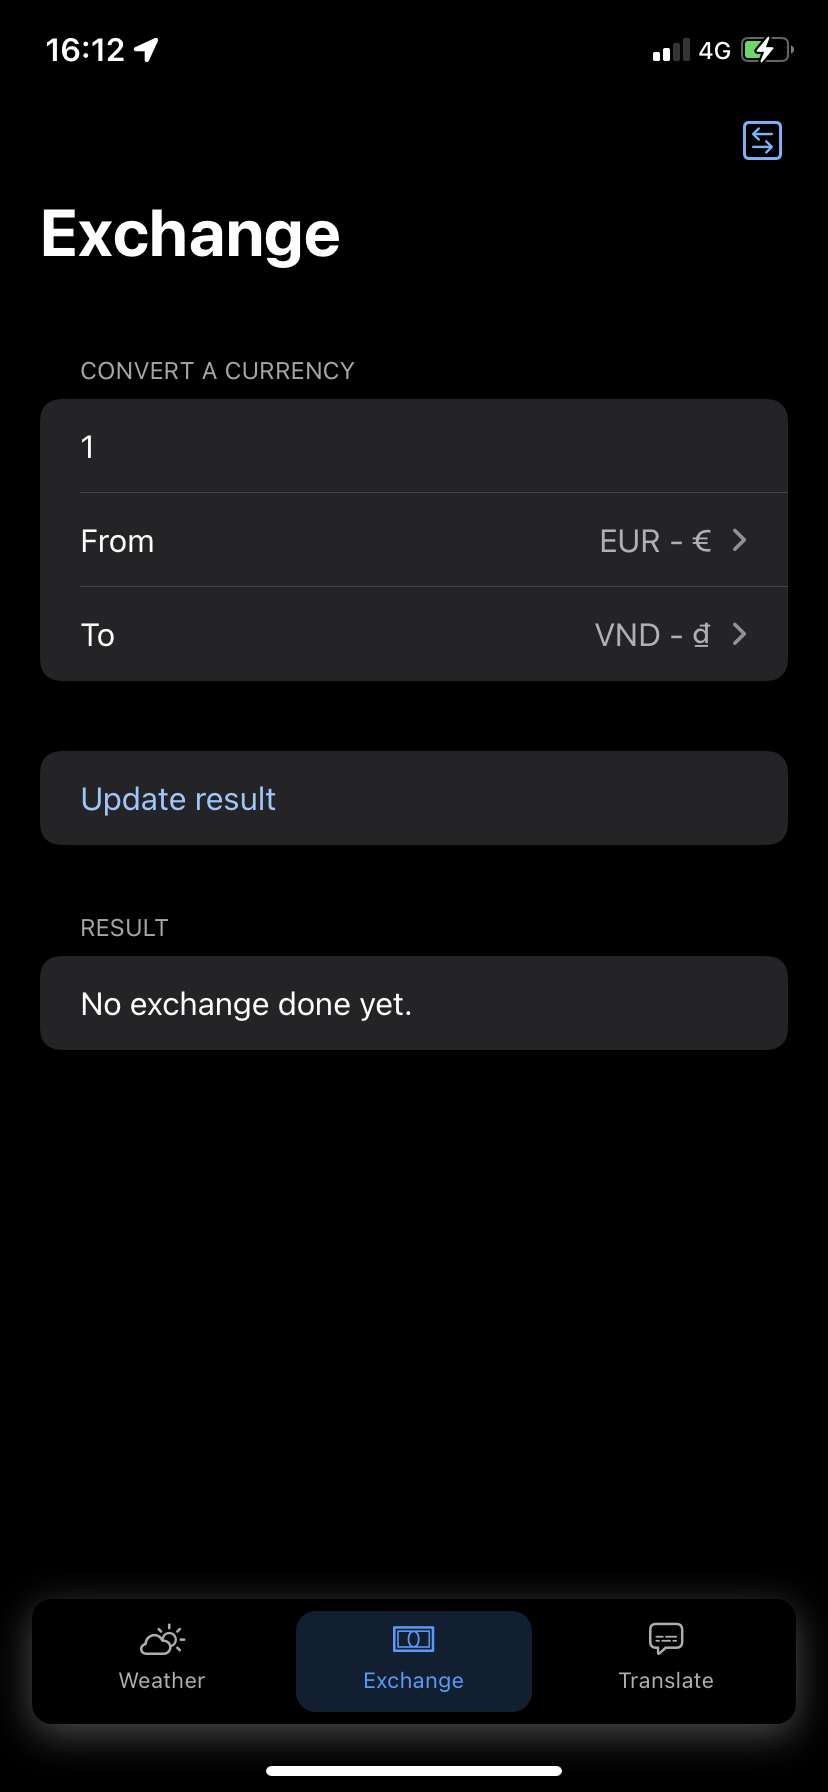 16:12
4G
Exchange
CONVERT A CURRENCY
1
From EUR - €
To VND - ₫
Update result
RESULT
No exchange done yet.
Weather Exchange Translate